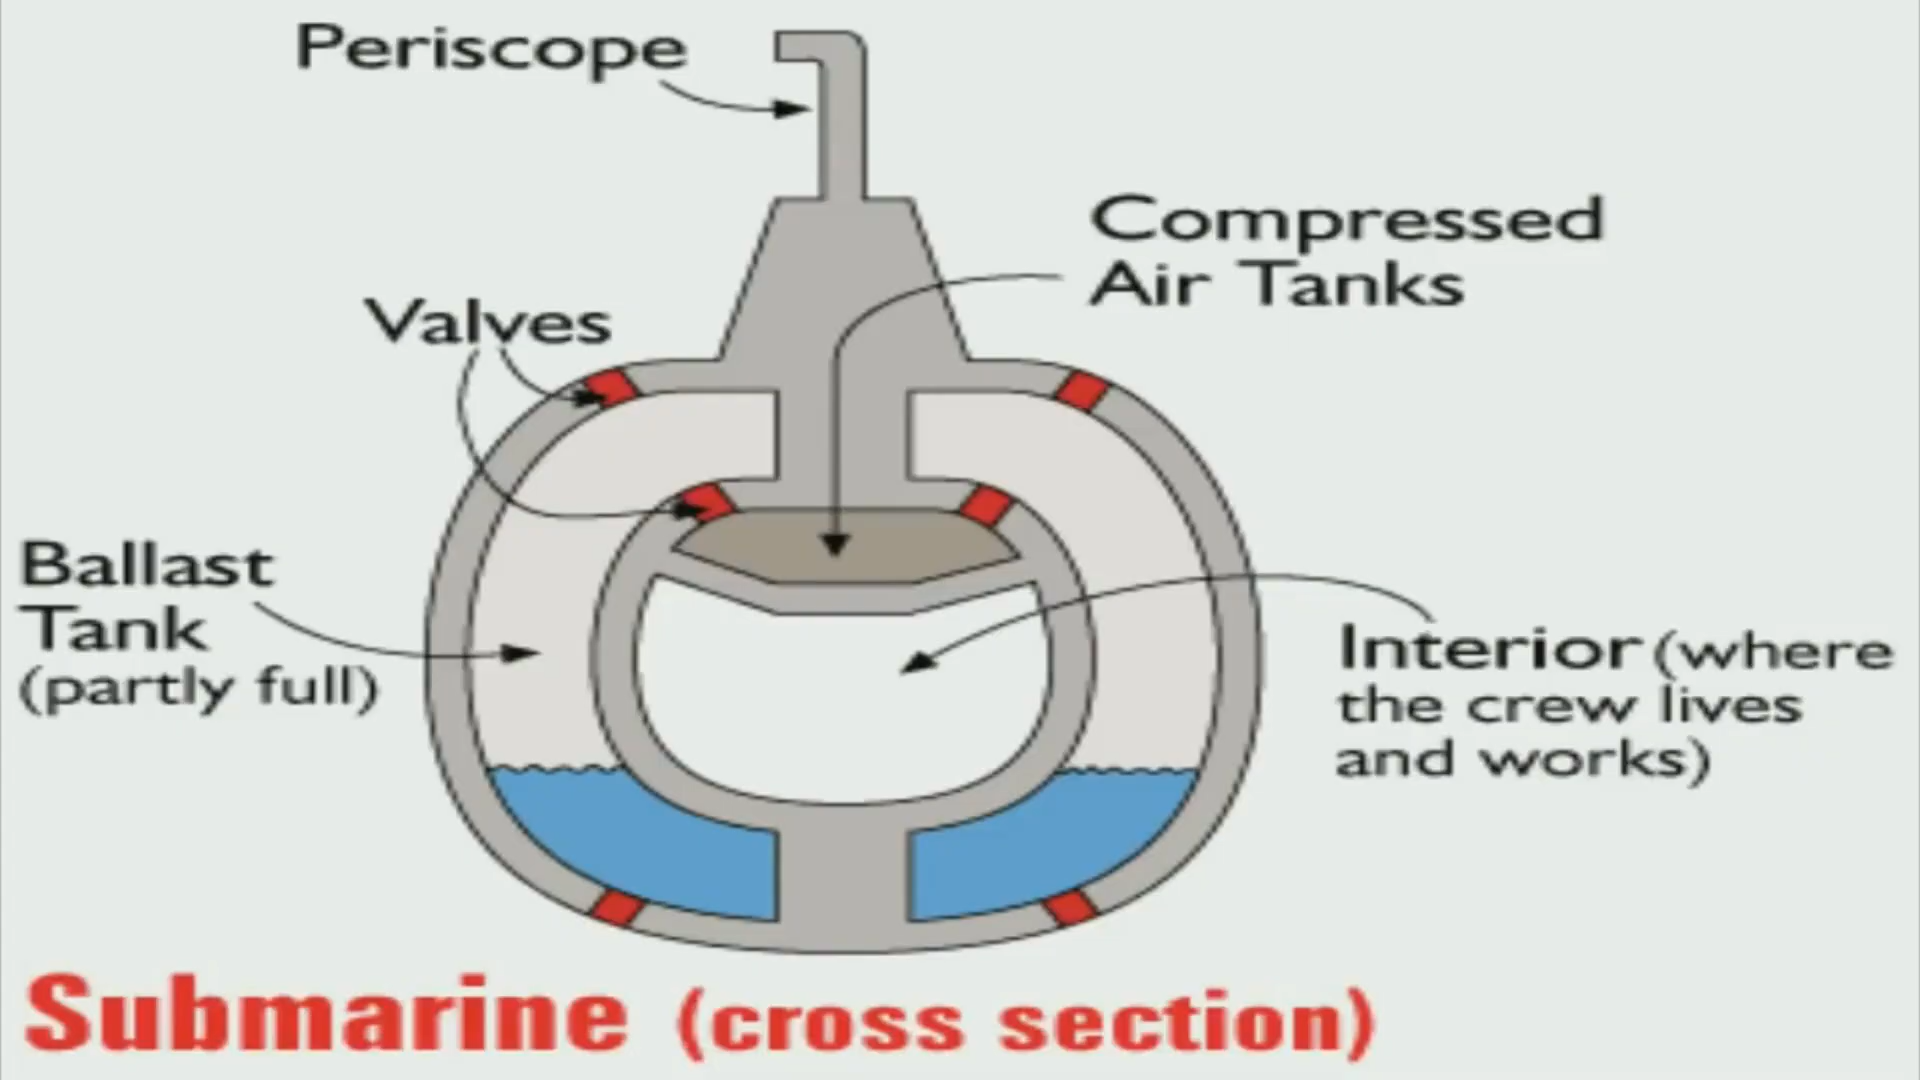 Periscope
Compressed
Air Tanks
Valves
Ballast
Tank
(partly full)
Interior (where
the crew lives
and works)
Submarine (cross section)